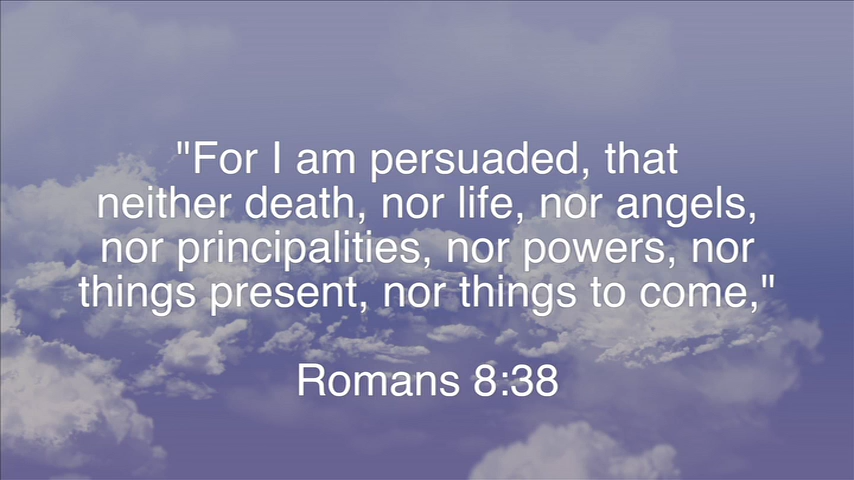 "For I am persuaded, that
neither death, nor life, nor angels,
nor principalities, nor powers, nor
things present, nor things to come,"
Romans 8:38